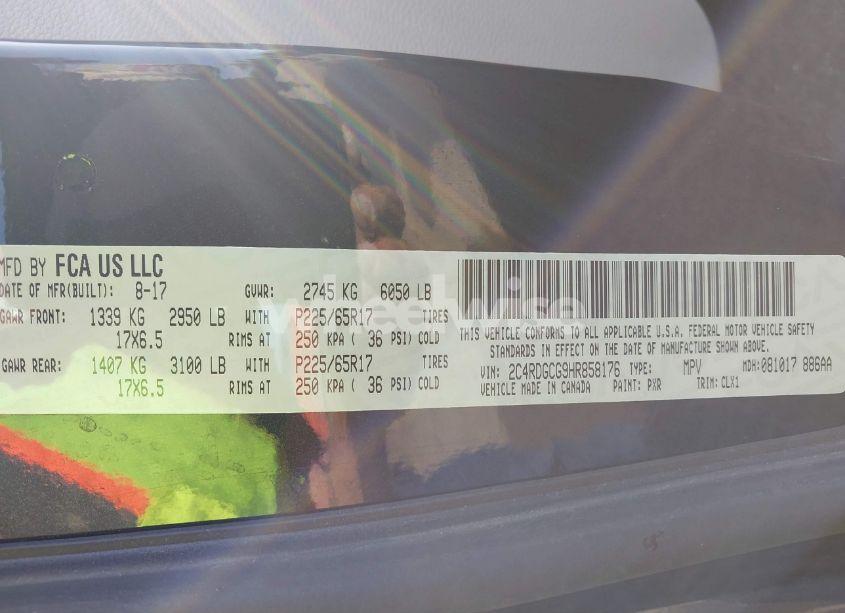 MFD BY FCA US LLC
DATE OF MFR(BUILT): 8-17 GVWR: 2745 KG 6050 LB
GAWR FRONT: 1339 KG 2950 LB WITH P225/65R17 TIRES
17X6.5 RIMS AT 250 KPA ( 36 PSI) COLD
GAWR REAR: 1407 KG 3100 LB WITH P225/65R17 TIRES
17X6.5 RIMS AT 250 KPA ( 36 PSI) COLD
THIS VEHICLE CONFORMS TO ALL APPLICABLE U.S.A. FEDERAL MOTOR VEHICLE SAFETY
STANDARDS IN EFFECT ON THE DATE OF MANUFACTURE SHOWN ABOVE.
VIN: 2C4RDGCG9HR858176 TYPE: MPV MDH:081017 886AA
VEHICLE MADE IN CANADA PAINT: PXR TRIM: CLX1
wheelwise